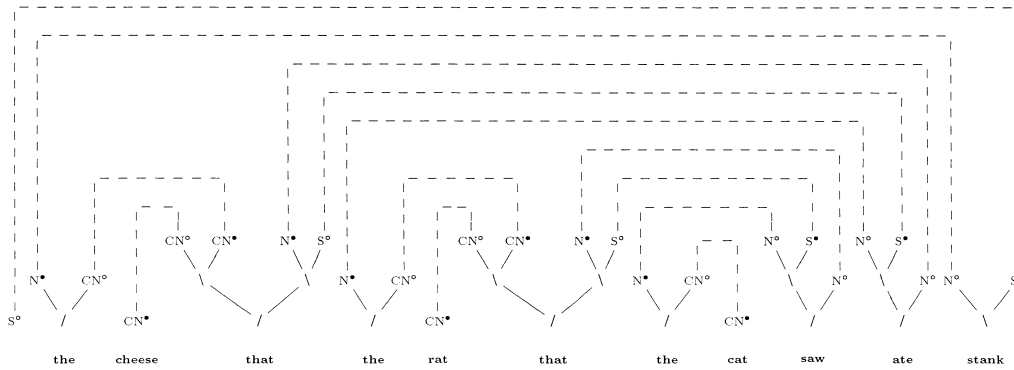 CN° CN• N• S° CN° CN• N• S° N° S• N° S•
N• CN° \ \ N• CN° \ \ N• CN° \ N° \ N° N° S
S° / CN• / / CN• / / CN• / / \
the cheese that the rat that the cat saw ate stank